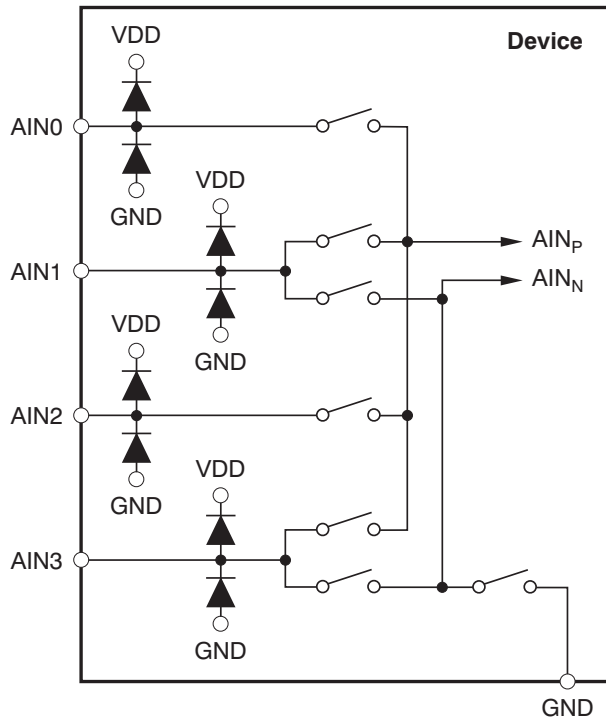 Device
VDD
AIN0
GND
VDD
AIN1
GND
AINP
AINN
VDD
AIN2
GND
VDD
AIN3
GND
GND